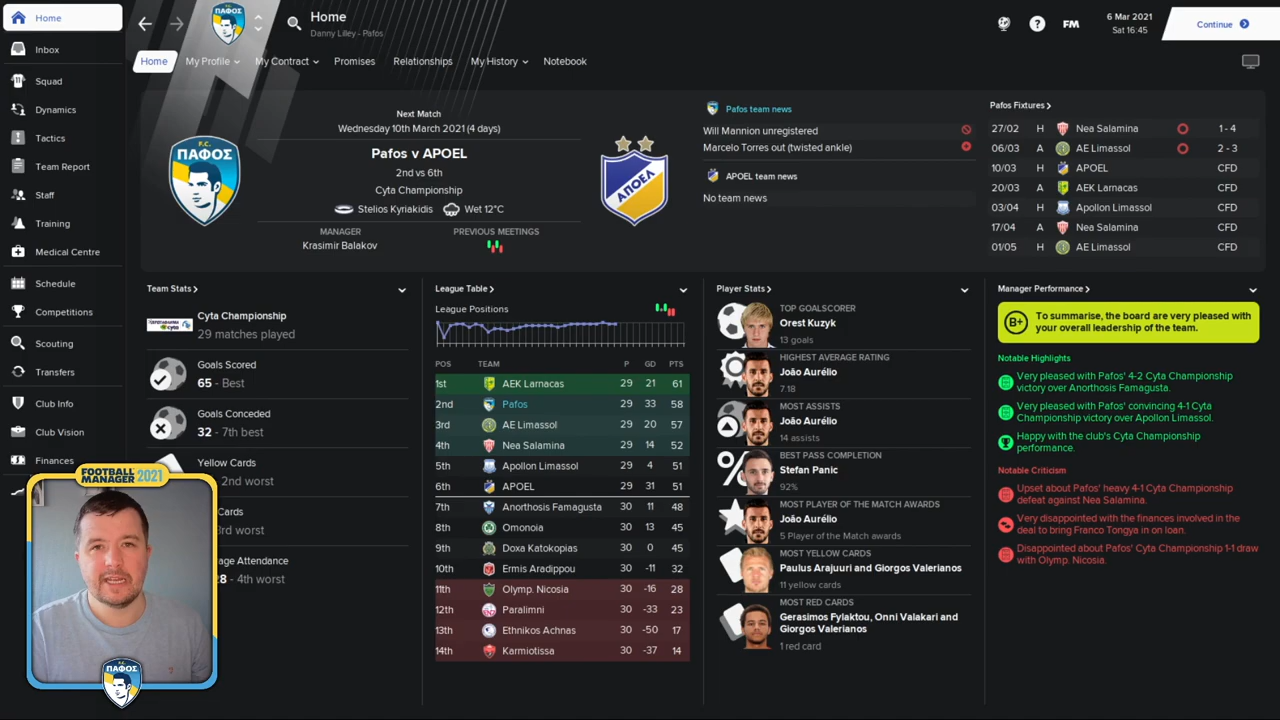 Home
Inbox
Squad
Dynamics
Tactics
Team Report
Staff
Training
Medical Centre
Schedule
Competitions
Scouting
Transfers
Club Info
Club Vision
Finances
ΠΑΦΟΣ
Home
Danny Lilley - Pafos
?
FM
6 Mar 2021
Sat 16:45
Continue
Home
My Profile
My Contract
Promises
Relationships
My History
Notebook
F.C.
ΠΑΦΟΣ
Next Match
Wednesday 10th March 2021 (4 days)
Pafos v APOEL
2nd vs 6th
Cyta Championship
Stelios Kyriakidis
Wet 12°C
MANAGER
Krasimir Balakov
PREVIOUS MEETINGS
ΑΠΟΕΛ
Pafos team news
Will Mannion unregistered
Marcelo Torres out (twisted ankle)
APOEL team news
No team news
Pafos Fixtures
27/02 H Nea Salamina 1 - 4
06/03 A AE Limassol 2 - 3
10/03 H APOEL CFD
20/03 A AEK Larnacas CFD
03/04 H Apollon Limassol CFD
17/04 A Nea Salamina CFD
01/05 H AE Limassol CFD
Team Stats
Cyta Championship
29 matches played
Goals Scored
65 - Best
Goals Conceded
32 - 7th best
Yellow Cards
2nd worst
Cards
3rd worst
Attendance
28 - 4th worst
League Table
League Positions
POS TEAM P GD PTS
1st AEK Larnacas 29 21 61
2nd Pafos 29 33 58
3rd AE Limassol 29 20 57
4th Nea Salamina 29 14 52
5th Apollon Limassol 29 4 51
6th APOEL 29 31 51
7th Anorthosis Famagusta 30 11 48
8th Omonoia 30 13 45
9th Doxa Katokopias 30 0 45
10th Ermis Aradippou 30 -11 32
11th Olymp. Nicosia 30 -16 28
12th Paralimni 30 -33 23
13th Ethnikos Achnas 30 -50 17
14th Karmiotissa 30 -37 14
Player Stats
TOP GOALSCORER
Orest Kuzyk
13 goals
HIGHEST AVERAGE RATING
João Aurélio
7.18
MOST ASSISTS
João Aurélio
14 assists
%
BEST PASS COMPLETION
Stefan Panic
92%
MOST PLAYER OF THE MATCH AWARDS
João Aurélio
5 Player of the Match awards
MOST YELLOW CARDS
Paulus Arajuuri and Giorgos Valerianos
11 yellow cards
MOST RED CARDS
Gerasimos Fylaktou, Onni Valakari and
Giorgos Valerianos
1 red card
Manager Performance
B+
To summarise, the board are very pleased with
your overall leadership of the team.
Notable Highlights
Very pleased with Pafos' 4-2 Cyta Championship
victory over Anorthosis Famagusta.
Very pleased with Pafos' convincing 4-1 Cyta
Championship victory over Apollon Limassol.
Happy with the club's Cyta Championship
performance.
Notable Criticism
Upset about Pafos' heavy 4-1 Cyta Championship
defeat against Nea Salamina.
Very disappointed with the finances involved in the
deal to bring Franco Tongya in on loan.
Disappointed about Pafos' Cyta Championship 1-1 draw
with Olymp. Nicosia.
FOOTBALL
MANAGER 2021
F.C.
ΠΑΦΟΣ